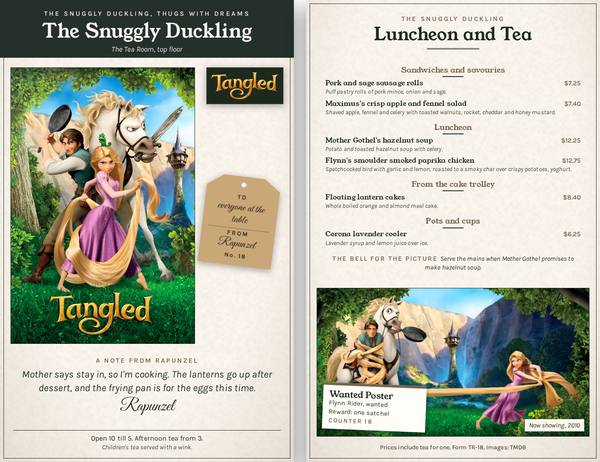 THE SNUGGLY DUCKLING, THUGS WITH DREAMS
The Snuggly Duckling
The Tea Room, top floor
Tangled
TO
everyone at the
table
FROM
Rapunzel
No. 18
Tangled
A NOTE FROM RAPUNZEL
Mother says stay in, so I'm cooking. The lanterns go up after
dessert, and the frying pan is for the eggs this time.
Rapunzel
Open 10 till 5. Afternoon tea from 3.
Children's tea served with a wink.
THE SNUGGLY DUCKLING
Luncheon and Tea
Sandwiches and savouries
Pork and sage sausage rolls $7.25
Puff pastry rolls of pork mince, onion and sage.
Maximus's crisp apple and fennel salad $7.40
Shaved apple, fennel and celery with toasted walnuts, rocket, cheddar and honey mustard.
Luncheon
Mother Gothel's hazelnut soup $12.25
Potato and toasted hazelnut soup with celery.
Flynn's smoulder smoked paprika chicken $12.75
Spatchcocked bird with garlic and lemon, roasted to a smoky char over crispy potatoes, yoghurt.
From the cake trolley
Floating lantern cakes $8.40
Whole boiled orange and almond meal cake.
Pots and cups
Corona lavender cooler $6.25
Lavender syrup and lemon juice over ice.
THE BELL FOR THE PICTURE Serve the mains when Mother Gothel promises to
make hazelnut soup.
Wanted Poster
Flynn Rider, wanted
Reward: one satchel
COUNTER 18
Now showing, 2010
Prices include tea for one. Form TR-18. Images: TMDB